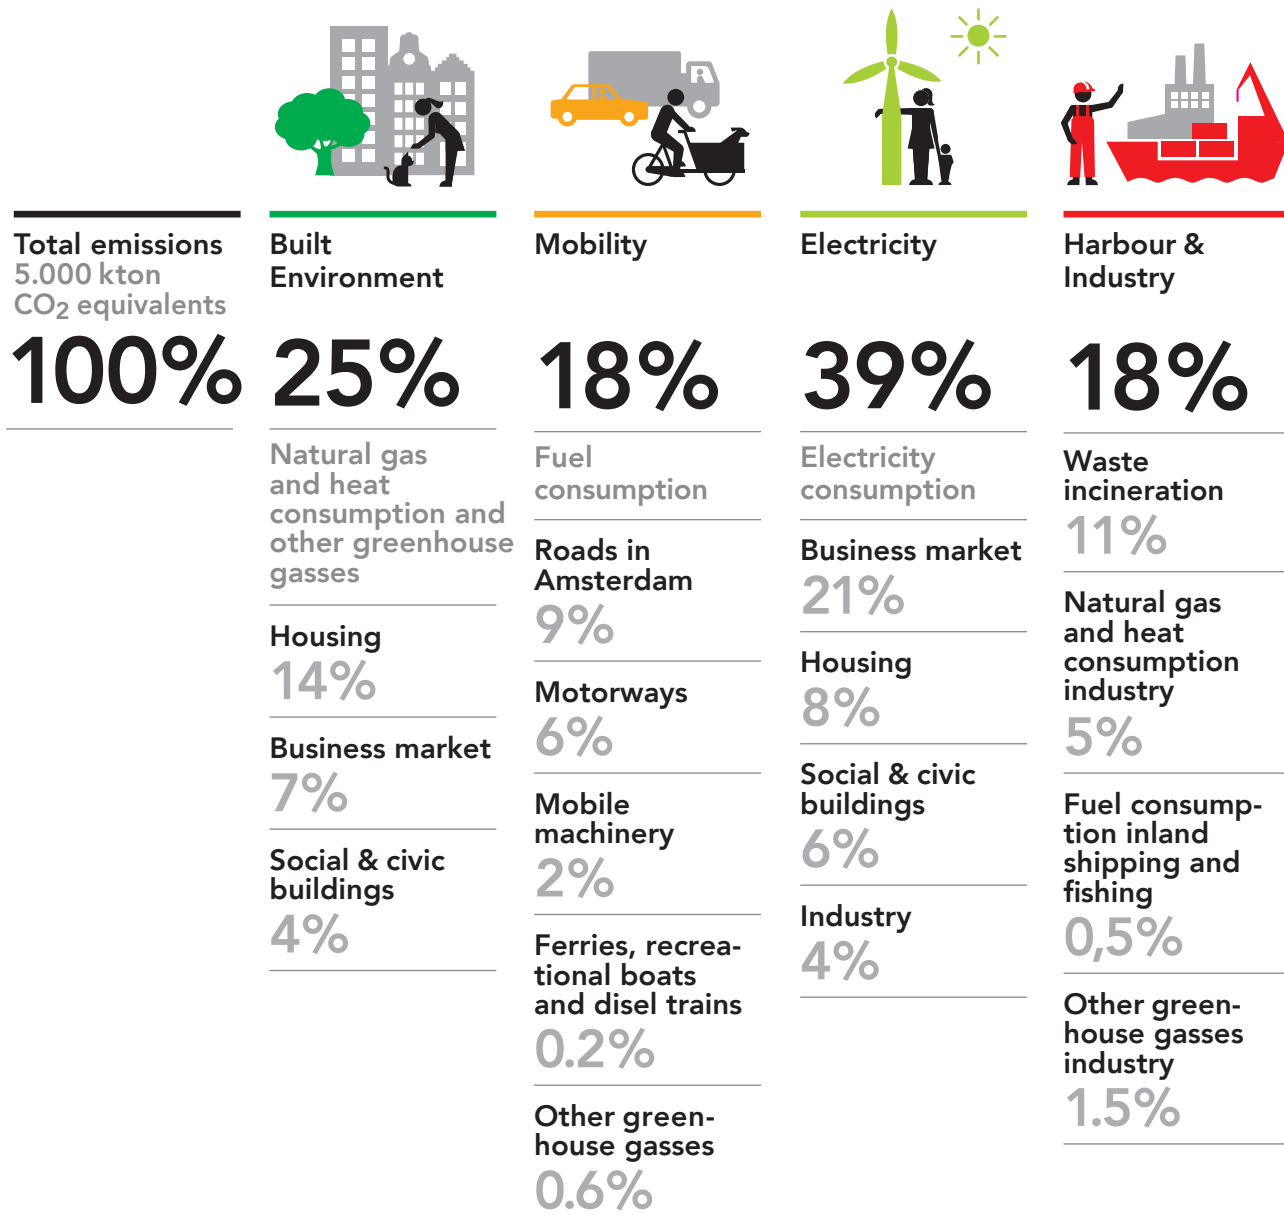 Total emissions
5.000 kton
CO2 equivalents
100%
Built
Environment
25%
Natural gas
and heat
consumption and
other greenhouse
gasses
Housing
14%
Business market
7%
Social & civic
buildings
4%
Mobility
18%
Fuel
consumption
Roads in
Amsterdam
9%
Motorways
6%
Mobile
machinery
2%
Ferries, recrea-
tional boats
and disel trains
0.2%
Other green-
house gasses
0.6%
Electricity
39%
Electricity
consumption
Business market
21%
Housing
8%
Social & civic
buildings
6%
Industry
4%
Harbour &
Industry
18%
Waste
incineration
11%
Natural gas
and heat
consumption
industry
5%
Fuel consump-
tion inland
shipping and
fishing
0,5%
Other green-
house gasses
industry
1.5%